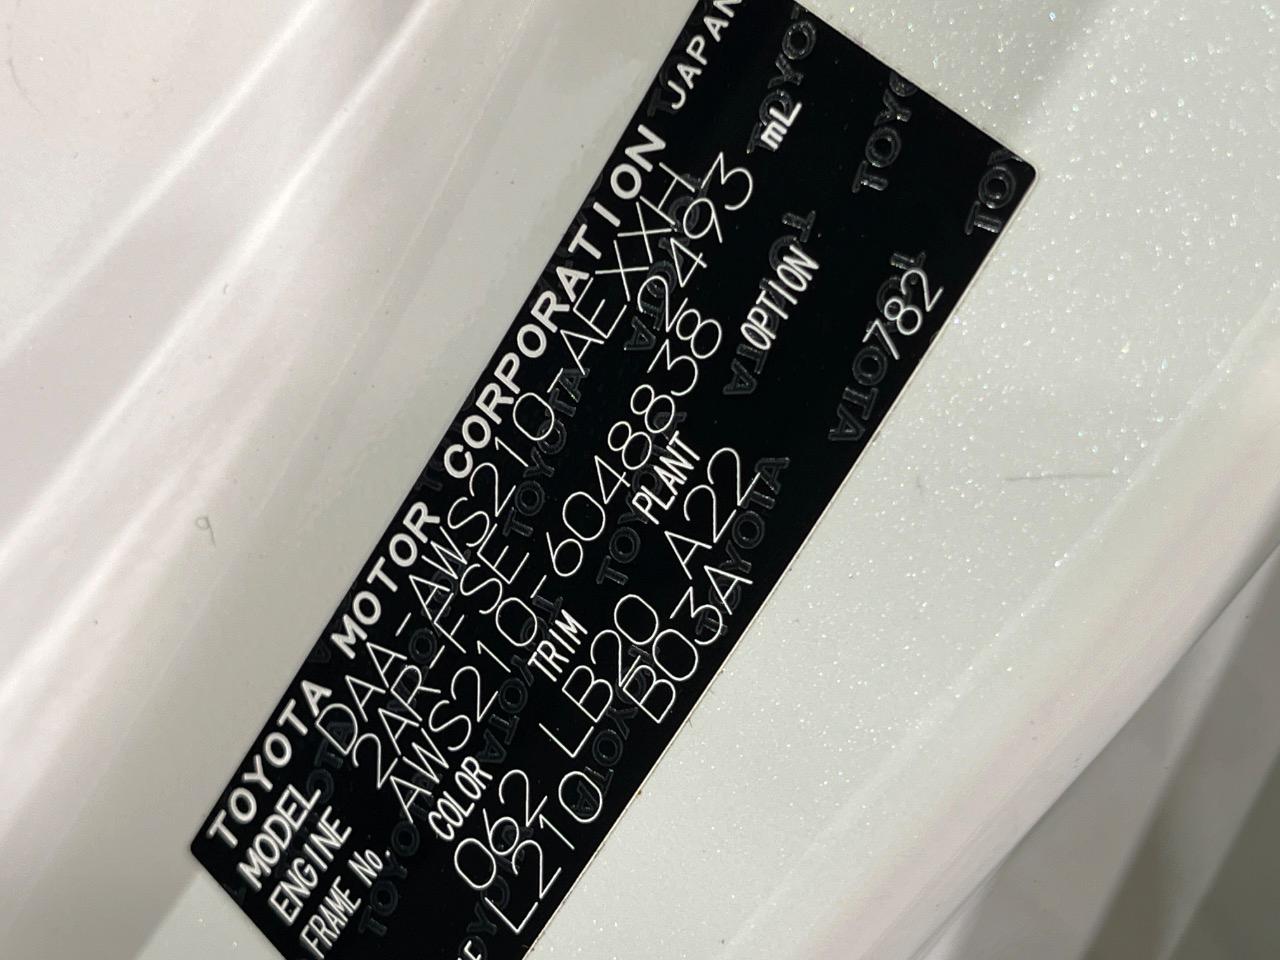 TOYOTA MOTOR CORPORATION JAPAN
MODEL DAA-AWS210-AEXXH
ENGINE 2AR-FSE 2493 mL
FRAME No. AWS210-6048838
COLOR TRIM PLANT OPTION
062 LB20 A22 782
L210 B03A